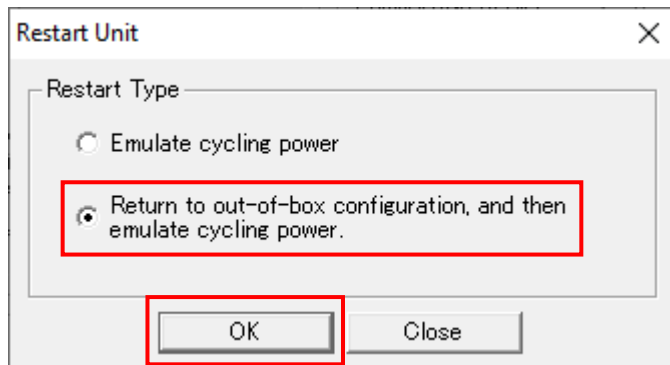 Restart Unit
Restart Type
Emulate cycling power
Return to out-of-box configuration, and then
emulate cycling power.
OK
Close